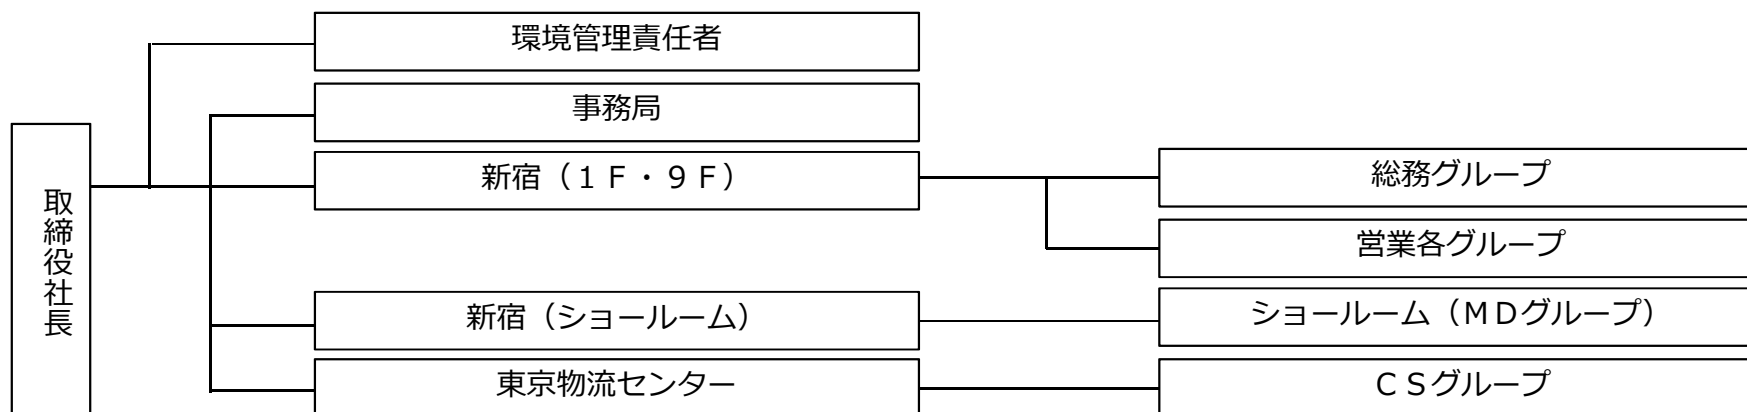 環境管理責任者
事務局
取締役社長
新宿（１Ｆ・９Ｆ）
総務グループ
営業各グループ
新宿（ショールーム）
ショールーム（ＭＤグループ）
東京物流センター
ＣＳグループ